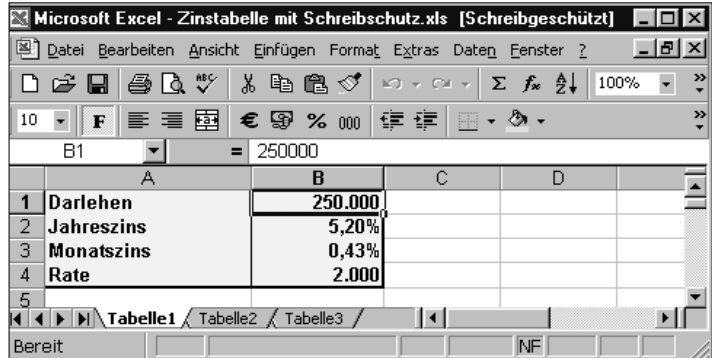 Microsoft Excel - Zinstabelle mit Schreibschutz.xls [Schreibgeschützt]
Datei Bearbeiten Ansicht Einfügen Format Extras Daten Fenster ?
ABC Σ fx A Z 100% »
10 F € % 000 »
B1 = 250000
A B C D
1 Darlehen 250.000
2 Jahreszins 5,20%
3 Monatszins 0,43%
4 Rate 2.000
5
Tabelle1 Tabelle2 Tabelle3
Bereit NF